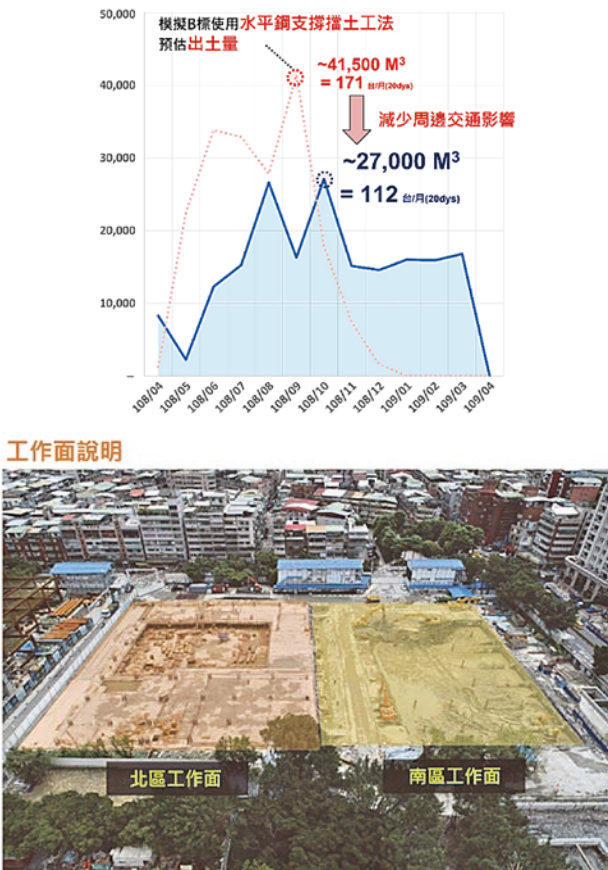 50,000
模擬B標使用水平鋼支撐擋土工法
預估出土量
40,000
~41,500 M³
= 171 台/月(20dys)
減少周邊交通影響
30,000
~27,000 M³
= 112 台/月(20dys)
20,000
10,000
–
108/04 108/05 108/06 108/07 108/08 108/09 108/10 108/11 108/12 109/01 109/02 109/03 109/04
工作面說明
北區工作面
南區工作面